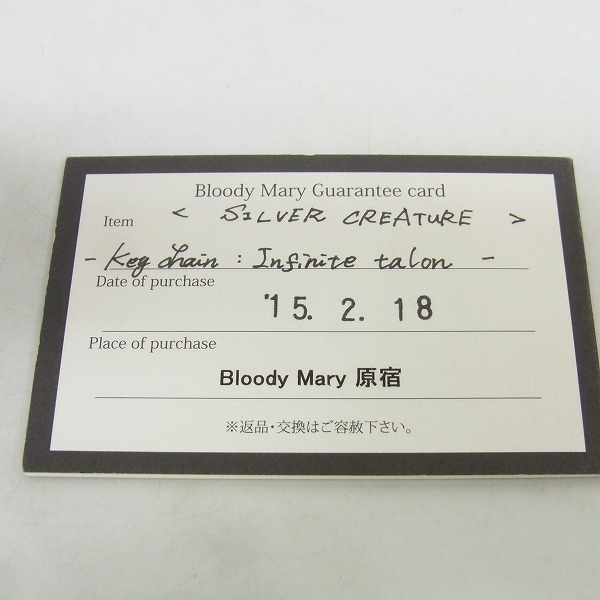 Bloody Mary Guarantee card
Item < SILVER CREATURE >
- Key chain : Infinite talon -
Date of purchase
'15. 2. 18
Place of purchase
Bloody Mary 原宿
※返品・交換はご容赦下さい。